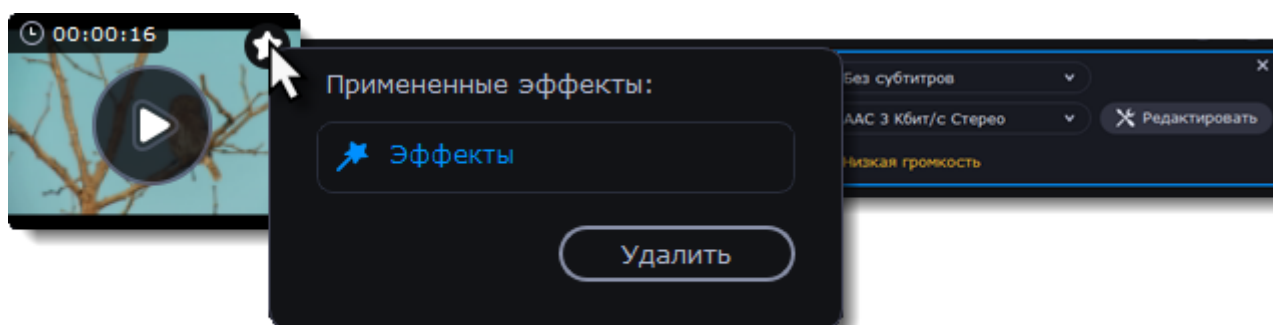 00:00:16
Примененные эффекты:
Эффекты
Удалить
Без субтитров
AAC 3 Кбит/с Стерео
Редактировать
Низкая громкость